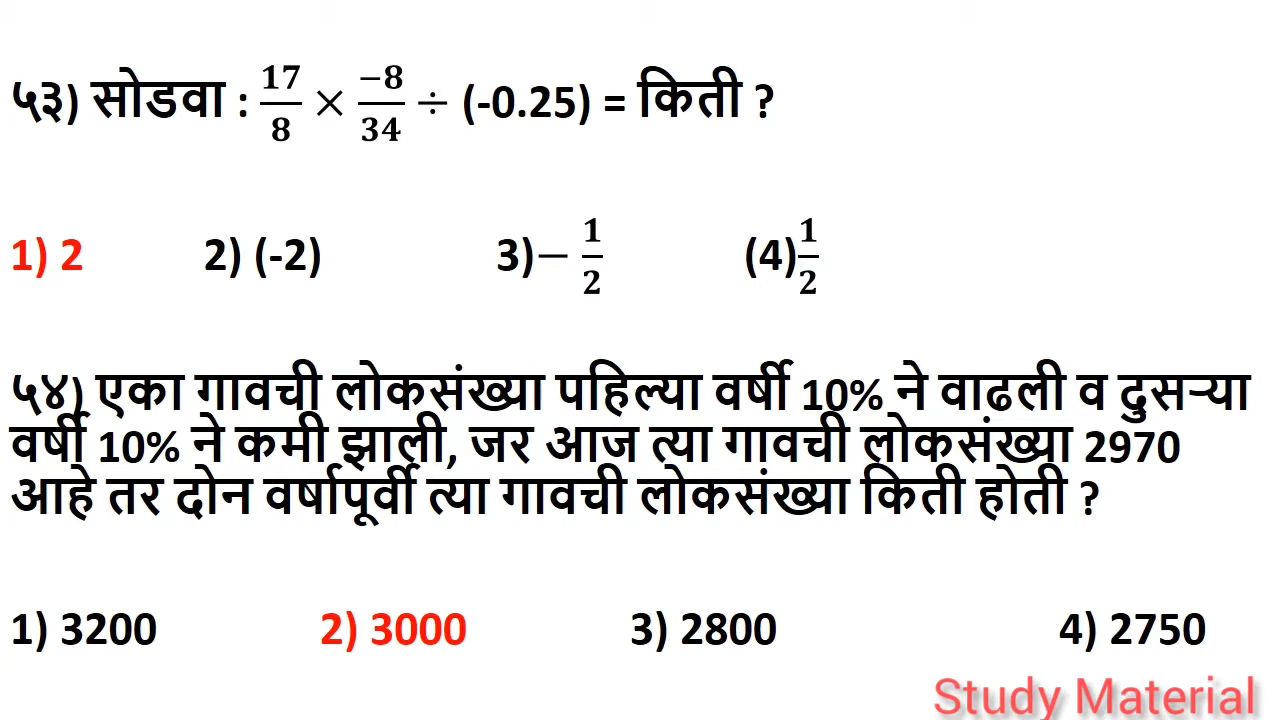 ५३) सोडवा : 17/8 × −8/34 ÷ (-0.25) = किती ?
1) 2 2) (-2) 3)− 1/2 (4)1/2
५४) एका गावची लोकसंख्या पहिल्या वर्षी 10% ने वाढली व दुसऱ्या
वर्षी 10% ने कमी झाली, जर आज त्या गावची लोकसंख्या 2970
आहे तर दोन वर्षापूर्वी त्या गावची लोकसंख्या किती होती ?
1) 3200 2) 3000 3) 2800 4) 2750
Study Material